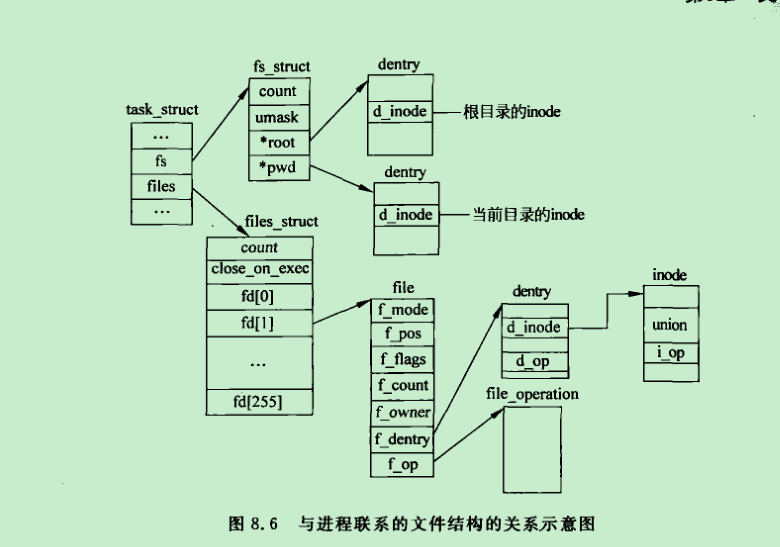 fs_struct
count
umask
*root
*pwd
dentry
d_inode
根目录的inode
task_struct
...
fs
files
...
dentry
d_inode
当前目录的inode
files_struct
count
close_on_exec
fd[0]
fd[1]
...
fd[255]
file
f_mode
f_pos
f_flags
f_count
f_owner
f_dentry
f_op
dentry
d_inode
d_op
inode
union
i_op
file_operation
图 8.6 与进程联系的文件结构的关系示意图